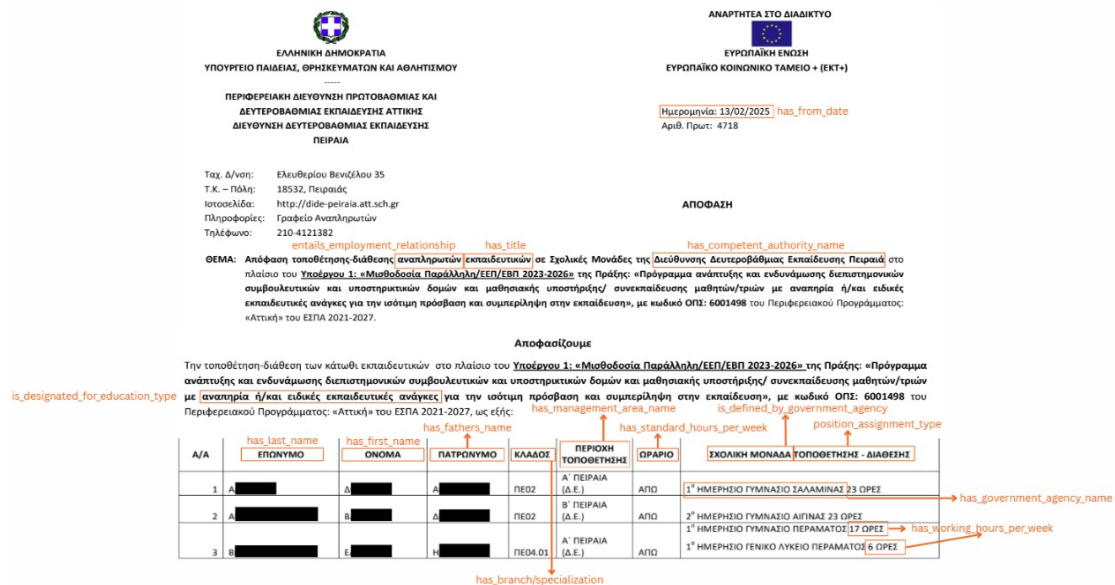 ΑΝΑΡΤΗΤΕΑ ΣΤΟ ΔΙΑΔΙΚΤΥΟ
ΕΛΛΗΝΙΚΗ ΔΗΜΟΚΡΑΤΙΑ
ΥΠΟΥΡΓΕΙΟ ΠΑΙΔΕΙΑΣ, ΘΡΗΣΚΕΥΜΑΤΩΝ ΚΑΙ ΑΘΛΗΤΙΣΜΟΥ
-----
ΠΕΡΙΦΕΡΕΙΑΚΗ ΔΙΕΥΘΥΝΣΗ ΠΡΩΤΟΒΑΘΜΙΑΣ ΚΑΙ
ΔΕΥΤΕΡΟΒΑΘΜΙΑΣ ΕΚΠΑΙΔΕΥΣΗΣ ΑΤΤΙΚΗΣ
ΔΙΕΥΘΥΝΣΗ ΔΕΥΤΕΡΟΒΑΘΜΙΑΣ ΕΚΠΑΙΔΕΥΣΗΣ
ΠΕΙΡΑΙΑ
ΕΥΡΩΠΑΪΚΗ ΕΝΩΣΗ
ΕΥΡΩΠΑΪΚΟ ΚΟΙΝΩΝΙΚΟ ΤΑΜΕΙΟ + (ΕΚΤ+)
Ημερομηνία: 13/02/2025 has_from_date
Αριθ. Πρωτ: 4718
Ταχ. Δ/νση: Ελευθερίου Βενιζέλου 35
Τ.Κ. – Πόλη: 18532, Πειραιάς
Ιστοσελίδα: http://dide-peiraia.att.sch.gr
Πληροφορίες: Γραφείο Αναπληρωτών
Τηλέφωνο: 210-4121382
ΑΠΟΦΑΣΗ
entails_employment_relationship has_title has_competent_authority_name
ΘΕΜΑ: Απόφαση τοποθέτησης-διάθεσης αναπληρωτών εκπαιδευτικών σε Σχολικές Μονάδες της Διεύθυνσης Δευτεροβάθμιας Εκπαίδευσης Πειραιά στο
πλαίσιο του Υποέργου 1: «Μισθοδοσία Παράλληλη/ΕΕΠ/ΕΒΠ 2023-2026» της Πράξης: «Πρόγραμμα ανάπτυξης και ενδυνάμωσης διεπιστημονικών
συμβουλευτικών και υποστηρικτικών δομών και μαθησιακής υποστήριξης/ συνεκπαίδευσης μαθητών/τριών με αναπηρία ή/και ειδικές
εκπαιδευτικές ανάγκες για την ισότιμη πρόσβαση και συμπερίληψη στην εκπαίδευση», με κωδικό ΟΠΣ: 6001498 του Περιφερειακού Προγράμματος:
«Αττική» του ΕΣΠΑ 2021-2027.
Αποφασίζουμε
Την τοποθέτηση-διάθεση των κάτωθι εκπαιδευτικών στο πλαίσιο του Υποέργου 1: «Μισθοδοσία Παράλληλη/ΕΕΠ/ΕΒΠ 2023-2026» της Πράξης: «Πρόγραμμα
ανάπτυξης και ενδυνάμωσης διεπιστημονικών συμβουλευτικών και υποστηρικτικών δομών και μαθησιακής υποστήριξης/ συνεκπαίδευσης μαθητών/τριών
is_designated_for_education_type με αναπηρία ή/και ειδικές εκπαιδευτικές ανάγκες για την ισότιμη πρόσβαση και συμπερίληψη στην εκπαίδευση», με κωδικό ΟΠΣ: 6001498 του
Περιφερειακού Προγράμματος: «Αττική» του ΕΣΠΑ 2021-2027, ως εξής:
has_management_area_name is_defined_by_government_agency
has_fathers_name has_standard_hours_per_week position_assignment_type
has_last_name has_first_name
Α/Α ΕΠΩΝΥΜΟ ΟΝΟΜΑ ΠΑΤΡΩΝΥΜΟ ΚΛΑΔΟΣ ΠΕΡΙΟΧΗ ΤΟΠΟΘΕΤΗΣΗΣ ΩΡΑΡΙΟ ΣΧΟΛΙΚΗ ΜΟΝΑΔΑ ΤΟΠΟΘΕΤΗΣΗΣ - ΔΙΑΘΕΣΗΣ
1 Α Δ Α ΠΕ02 Α΄ ΠΕΙΡΑΙΑ (Δ.Ε.) ΑΠΩ 1º ΗΜΕΡΗΣΙΟ ΓΥΜΝΑΣΙΟ ΣΑΛΑΜΙΝΑΣ 23 ΩΡΕΣ
has_government_agency_name
2 Α Β Δ ΠΕ02 Β΄ ΠΕΙΡΑΙΑ (Δ.Ε.) ΑΠΩ 2º ΗΜΕΡΗΣΙΟ ΓΥΜΝΑΣΙΟ ΑΙΓΙΝΑΣ 23 ΩΡΕΣ
1º ΗΜΕΡΗΣΙΟ ΓΥΜΝΑΣΙΟ ΠΕΡΑΜΑΤΟΣ 17 ΩΡΕΣ has_working_hours_per_week
3 Β Ε Η ΠΕ04.01 Α΄ ΠΕΙΡΑΙΑ (Δ.Ε.) ΑΠΩ 1º ΗΜΕΡΗΣΙΟ ΓΕΝΙΚΟ ΛΥΚΕΙΟ ΠΕΡΑΜΑΤΟΣ 6 ΩΡΕΣ
has_branch/specialization